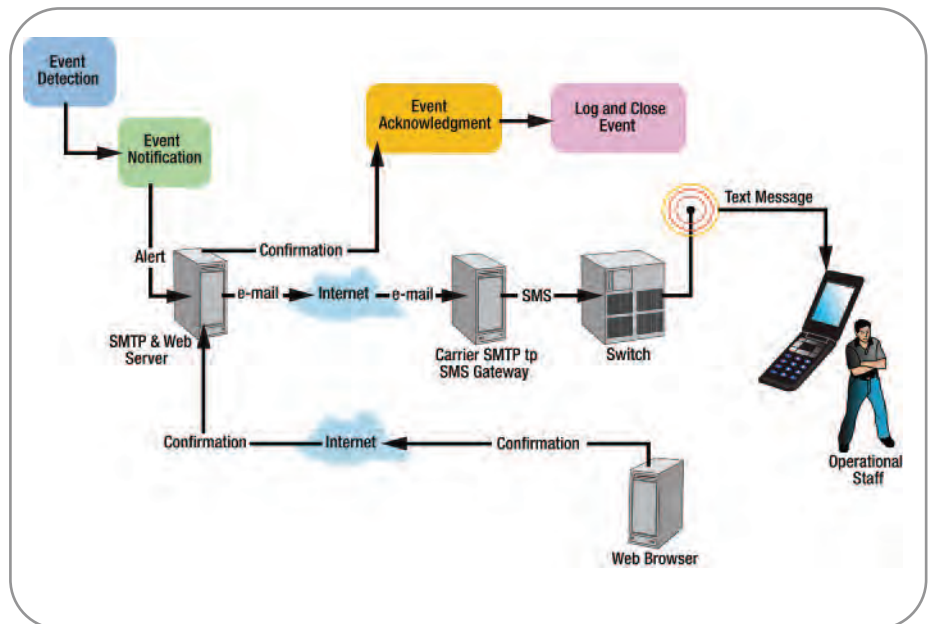 Event
Detection
Event
Notification
Event
Acknowledgment
Log and Close
Event
Alert
Confirmation
Text Message
e-mail
Internet
e-mail
SMS
SMTP & Web
Server
Carrier SMTP tp
SMS Gateway
Switch
Confirmation
Internet
Confirmation
Operational
Staff
Web Browser